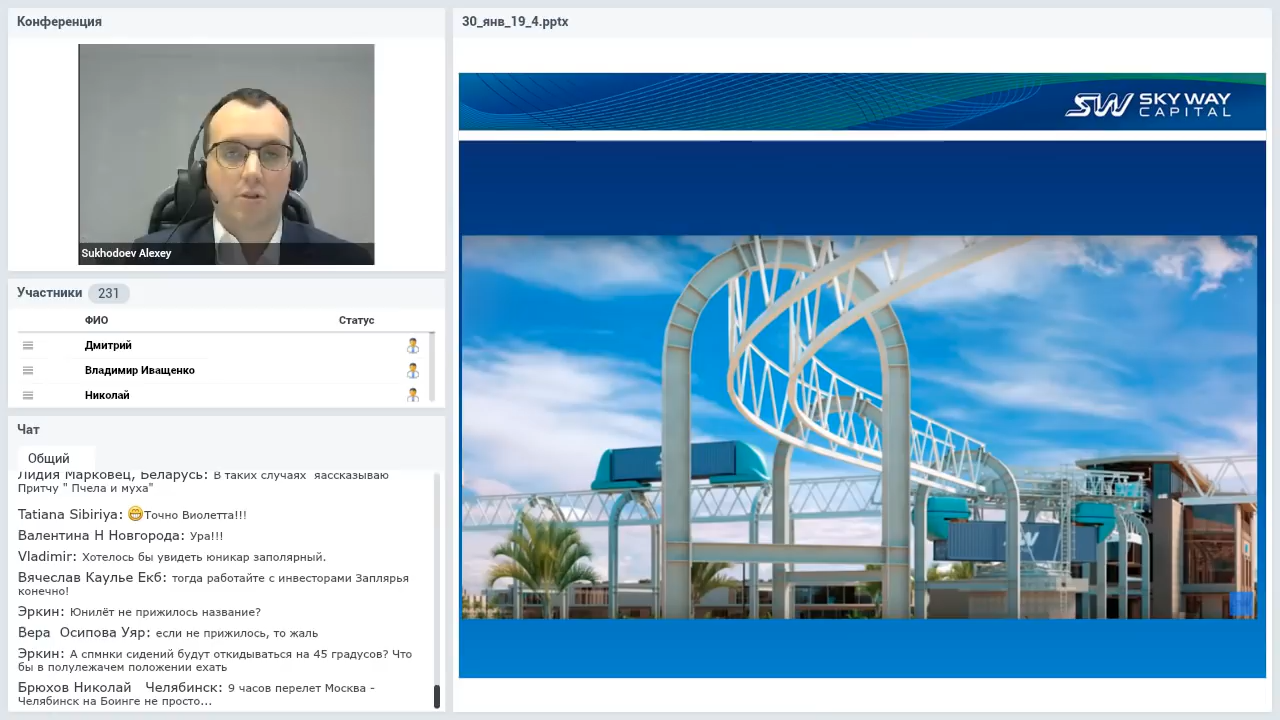 Конференция
Sukhodoev Alexey
Участники 231
ФИО Статус
Дмитрий
Владимир Иващенко
Николай
Чат
Общий
Лидия Марковец, Беларусь: В таких случаях яассказываю
Притчу " Пчела и муха"
Tatiana Sibiriya: Точно Виолетта!!!
Валентина Н Новгорода: Ура!!!
Vladimir: Хотелось бы увидеть юникар заполярный.
Вячеслав Каулье Екб: тогда работайте с инвесторами Заплярья
конечно!
Эркин: Юнилёт не прижилось название?
Вера Осипова Уяр: если не прижилось, то жаль
Эркин: А спмнки сидений будут откидываться на 45 градусов? Что
бы в полулежачем положении ехать
Брюхов Николай Челябинск: 9 часов перелет Москва -
Челябинск на Боинге не просто...
30_янв_19_4.pptx
SW SKY WAY
CAPITAL